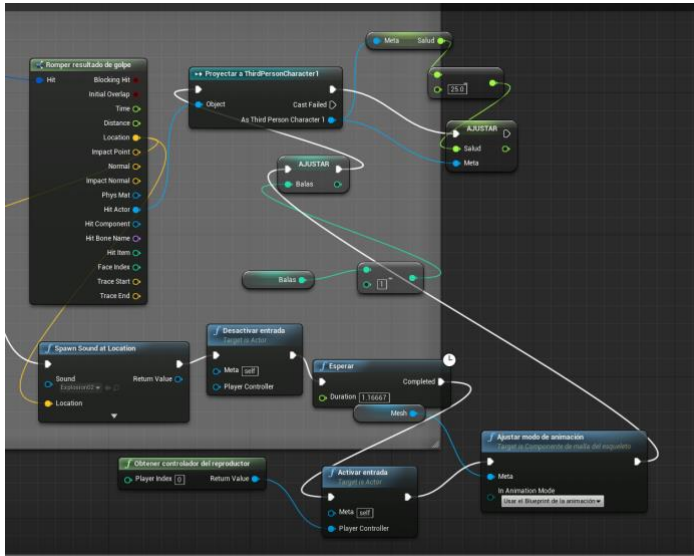 Romper resultado de golpe
Hit
Blocking Hit
Initial Overlap
Time
Distance
Location
Impact Point
Normal
Impact Normal
Phys Mat
Hit Actor
Hit Component
Hit Bone Name
Hit Item
Face Index
Trace Start
Trace End
Proyectar a ThirdPersonCharacter1
Object
Cast Failed
As Third Person Character 1
Meta Salud
25.0
AJUSTAR
Salud
Meta
AJUSTAR
Balas
Balas
1
Spawn Sound at Location
Sound
Explosion02
Return Value
Location
Desactivar entrada
Target is Actor
Meta self
Player Controller
Esperar
Completed
Duration 1.16667
Mesh
Obtener controlador del reproductor
Player Index 0 Return Value
Activar entrada
Target is Actor
Meta self
Player Controller
Ajustar modo de animación
Target is Componente de malla del esqueleto
Meta
In Animation Mode
Usar el Blueprint de la animación